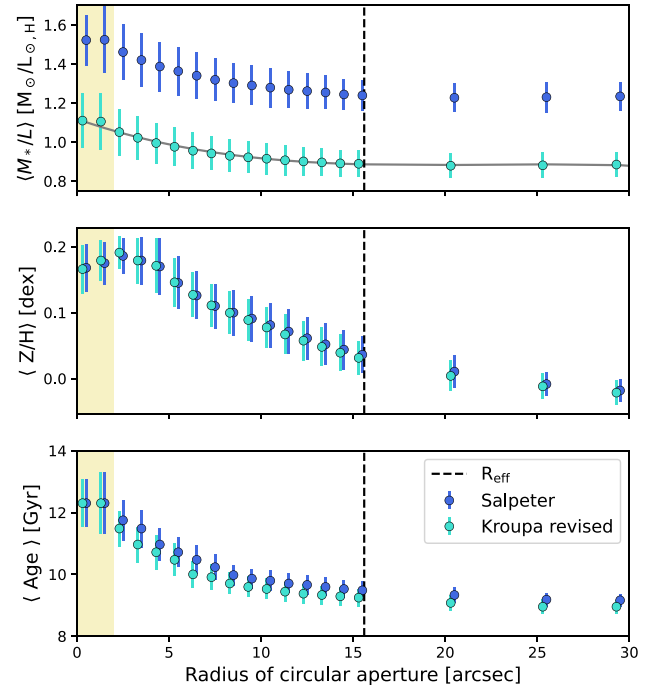 1.6
1.4
1.2
1.0
0.8
⟨M*/L⟩ [M⊙/L⊙,H]
0.2
0.1
0.0
⟨ Z/H⟩ [dex]
14
12
10
8
⟨ Age ⟩ [Gyr]
R_eff
Salpeter
Kroupa revised
0 5 10 15 20 25 30
Radius of circular aperture [arcsec]